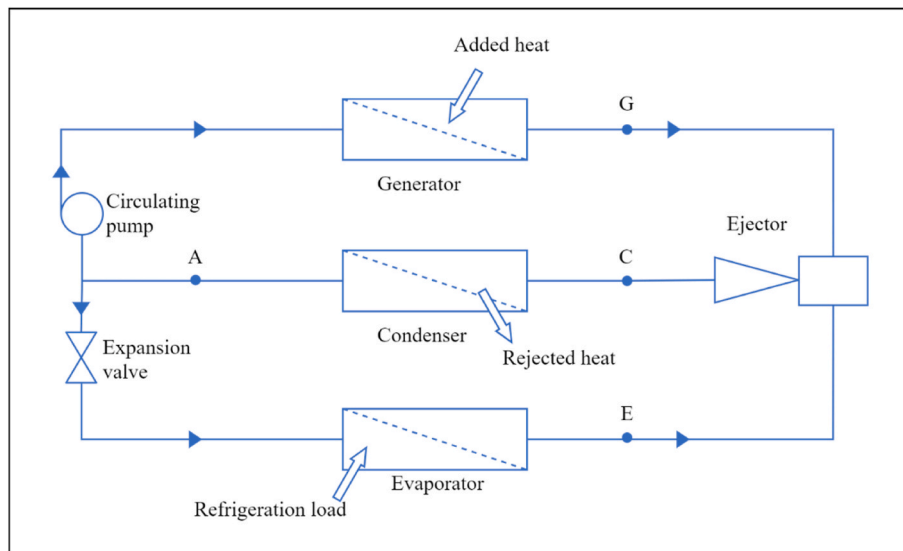 Added heat
G
Generator
Circulating
pump
Ejector
A
C
Condenser
Rejected heat
Expansion
valve
E
Evaporator
Refrigeration load